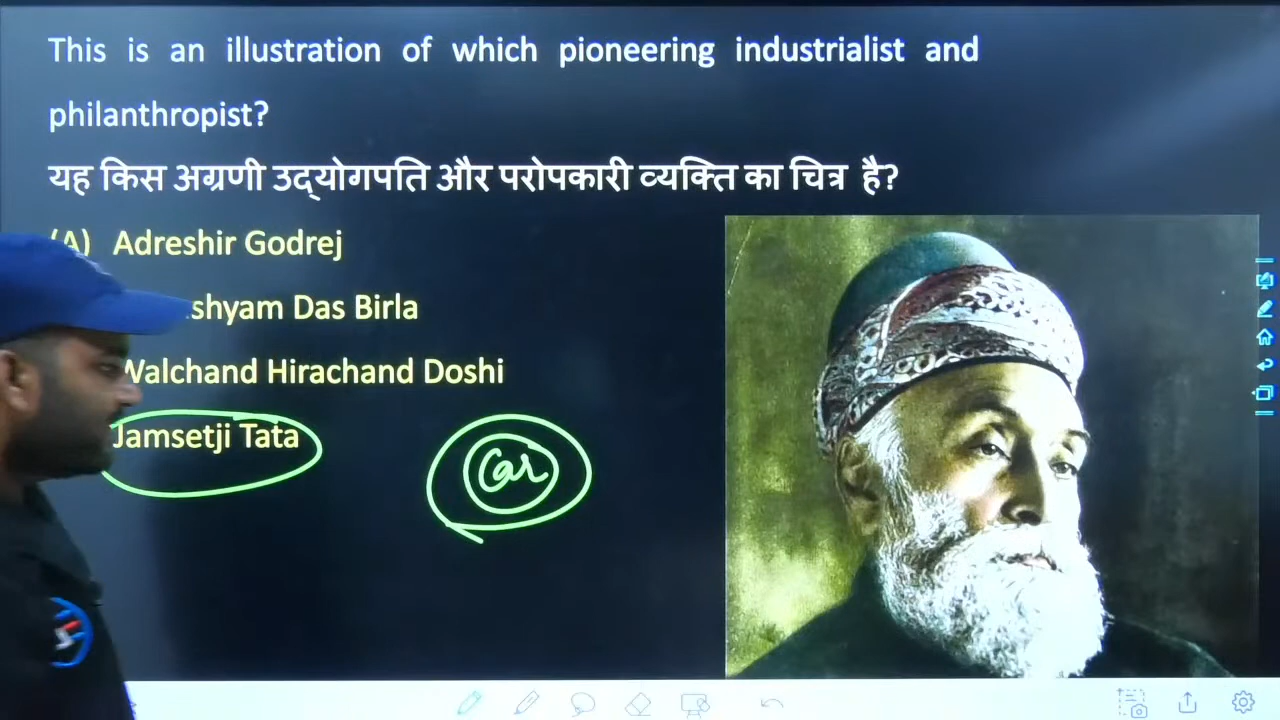 This is an illustration of which pioneering industrialist and
philanthropist?
यह किस अग्रणी उद्योगपति और परोपकारी व्यक्ति का चित्र है?
(A) Adreshir Godrej
shyam Das Birla
Walchand Hirachand Doshi
Jamsetji Tata
Car